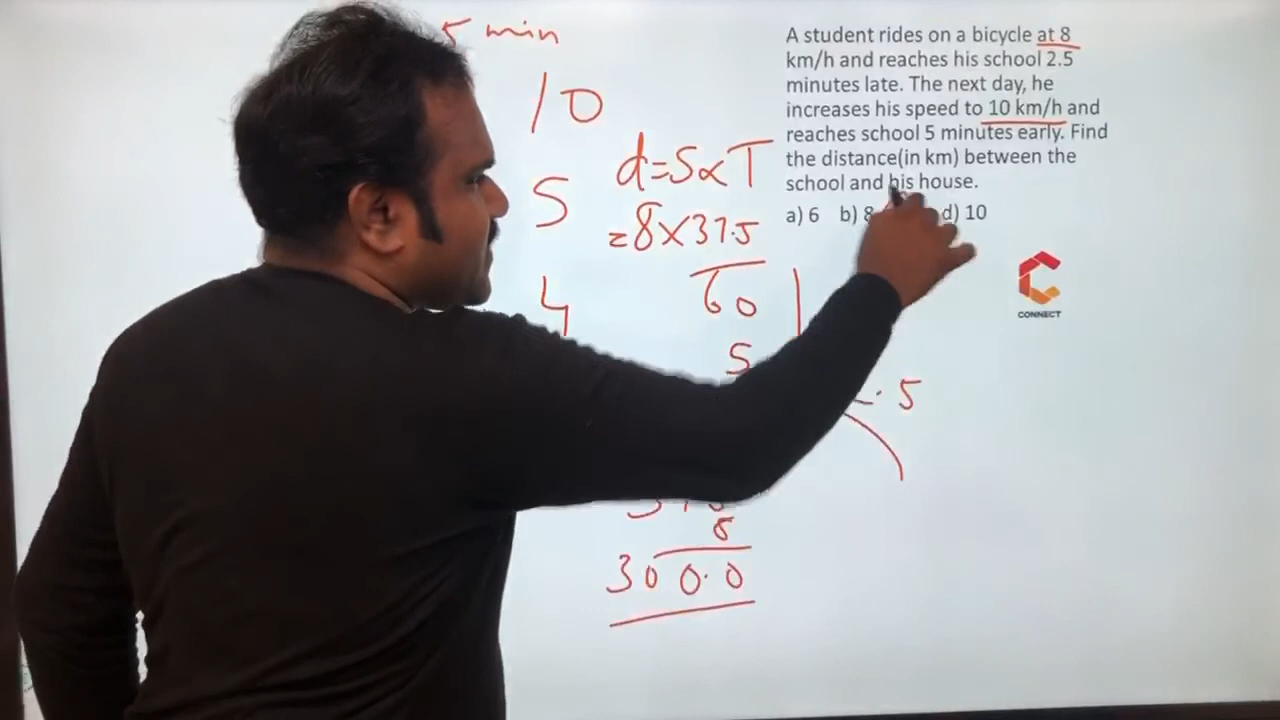 5 min
10
5
4
d=S×T
=8×37.5
60
5
.5
8
300.0
A student rides on a bicycle at 8
km/h and reaches his school 2.5
minutes late. The next day, he
increases his speed to 10 km/h and
reaches school 5 minutes early. Find
the distance(in km) between the
school and his house.
a) 6 b) 8 d) 10
CONNECT